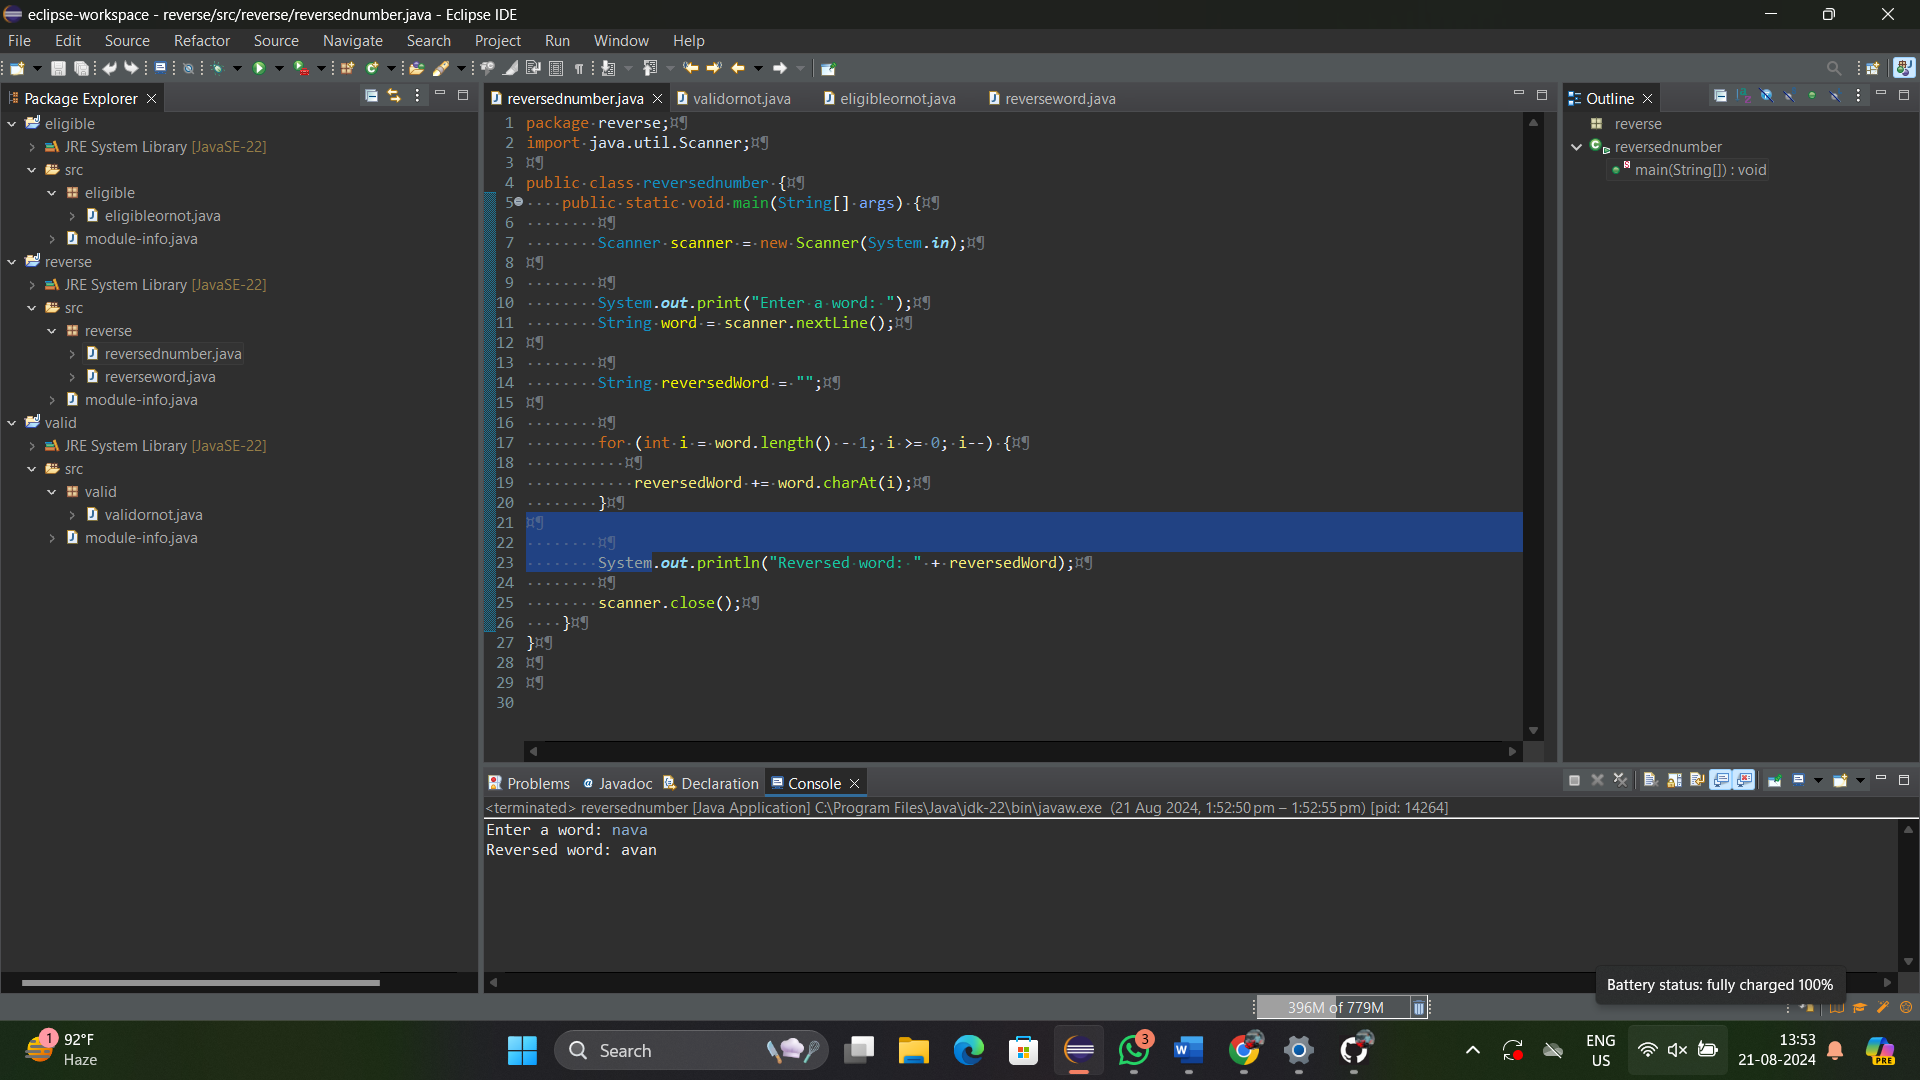 eclipse-workspace - reverse/src/reverse/reversednumber.java - Eclipse IDE
File Edit Source Refactor Source Navigate Search Project Run Window Help
Package Explorer
eligible
JRE System Library [JavaSE-22]
src
eligible
eligibleornot.java
module-info.java
reverse
JRE System Library [JavaSE-22]
src
reverse
reversednumber.java
reverseword.java
module-info.java
valid
JRE System Library [JavaSE-22]
src
valid
validornot.java
module-info.java
reversednumber.java validornot.java eligibleornot.java reverseword.java
1 package·reverse;¤¶
2 import·java.util.Scanner;¤¶
3 ¤¶
4 public·class·reversednumber·{¤¶
5 ····public·static·void·main(String[]·args)·{¤¶
6 ········¤¶
7 ········Scanner·scanner·=·new·Scanner(System.in);¤¶
8 ¤¶
9 ········¤¶
10 ········System.out.print("Enter·a·word:·");¤¶
11 ········String·word·=·scanner.nextLine();¤¶
12 ¤¶
13 ········¤¶
14 ········String·reversedWord·=·"";¤¶
15 ¤¶
16 ········¤¶
17 ········for·(int·i·=·word.length()·-·1;·i·>=·0;·i--)·{¤¶
18 ············¤¶
19 ············reversedWord·+=·word.charAt(i);¤¶
20 ········}¤¶
21 ¤¶
22 ········¤¶
23 ········System.out.println("Reversed·word:·"·+·reversedWord);¤¶
24 ········¤¶
25 ········scanner.close();¤¶
26 ····}¤¶
27 }¤¶
28 ¤¶
29 ¤¶
30
Outline
reverse
reversednumber
main(String[]) : void
Problems Javadoc Declaration Console
<terminated> reversednumber [Java Application] C:\Program Files\Java\jdk-22\bin\javaw.exe (21 Aug 2024, 1:52:50 pm – 1:52:55 pm) [pid: 14264]
Enter a word: nava
Reversed word: avan
Battery status: fully charged 100%
396M of 779M
1
92°F
Haze
Search
3
ENG
US
13:53
21-08-2024
PRE